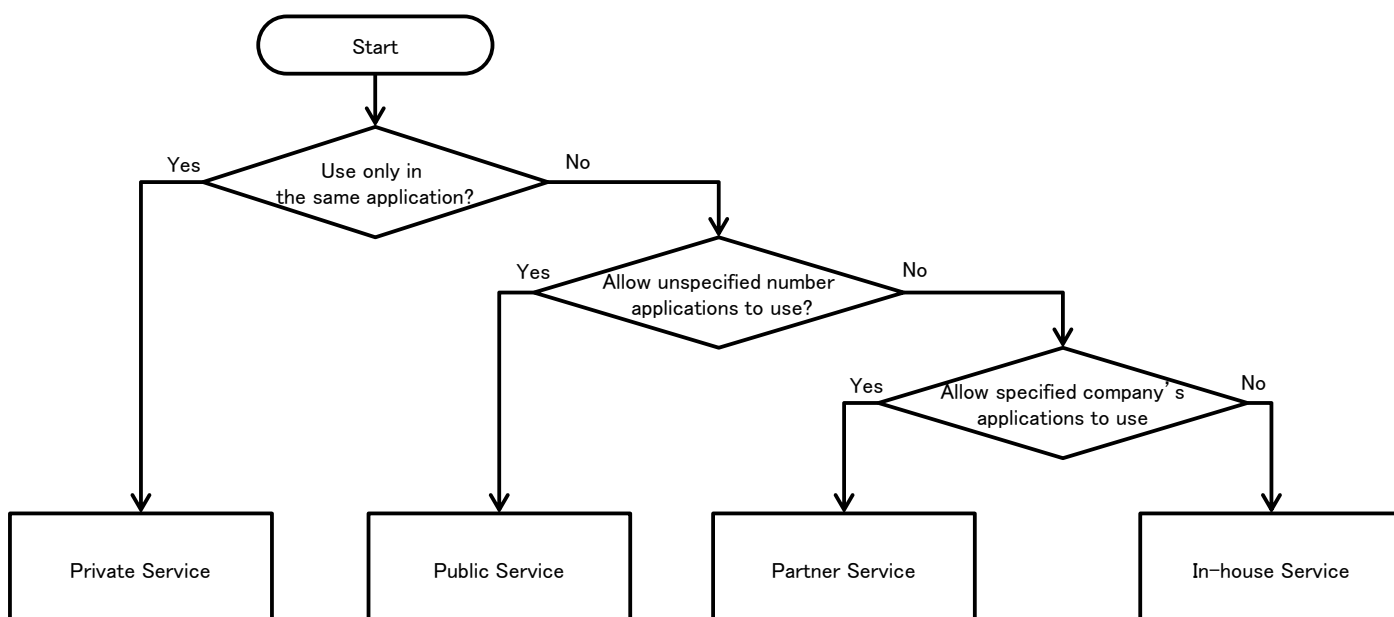 Start
Yes
Use only in
the same application?
No
Yes
Allow unspecified number
applications to use?
No
Yes
Allow specified company's
applications to use
No
Private Service
Public Service
Partner Service
In-house Service